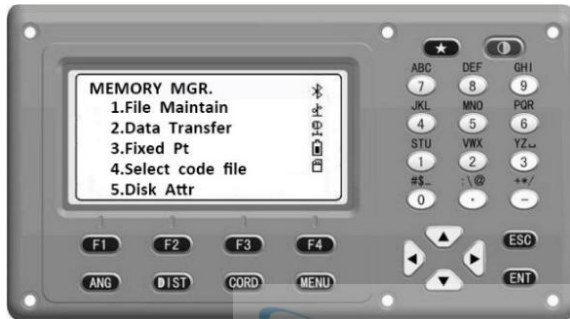 MEMORY MGR.
1.File Maintain
2.Data Transfer
3.Fixed Pt
4.Select code file
5.Disk Attr
F1 F2 F3 F4
ANG DIST CORD MENU
ABC DEF GHI
7 8 9
JKL MNO PQR
4 5 6
STU VWX YZ␣
1 2 3
#$_ :\@ +*/
0 . -
ESC
ENT